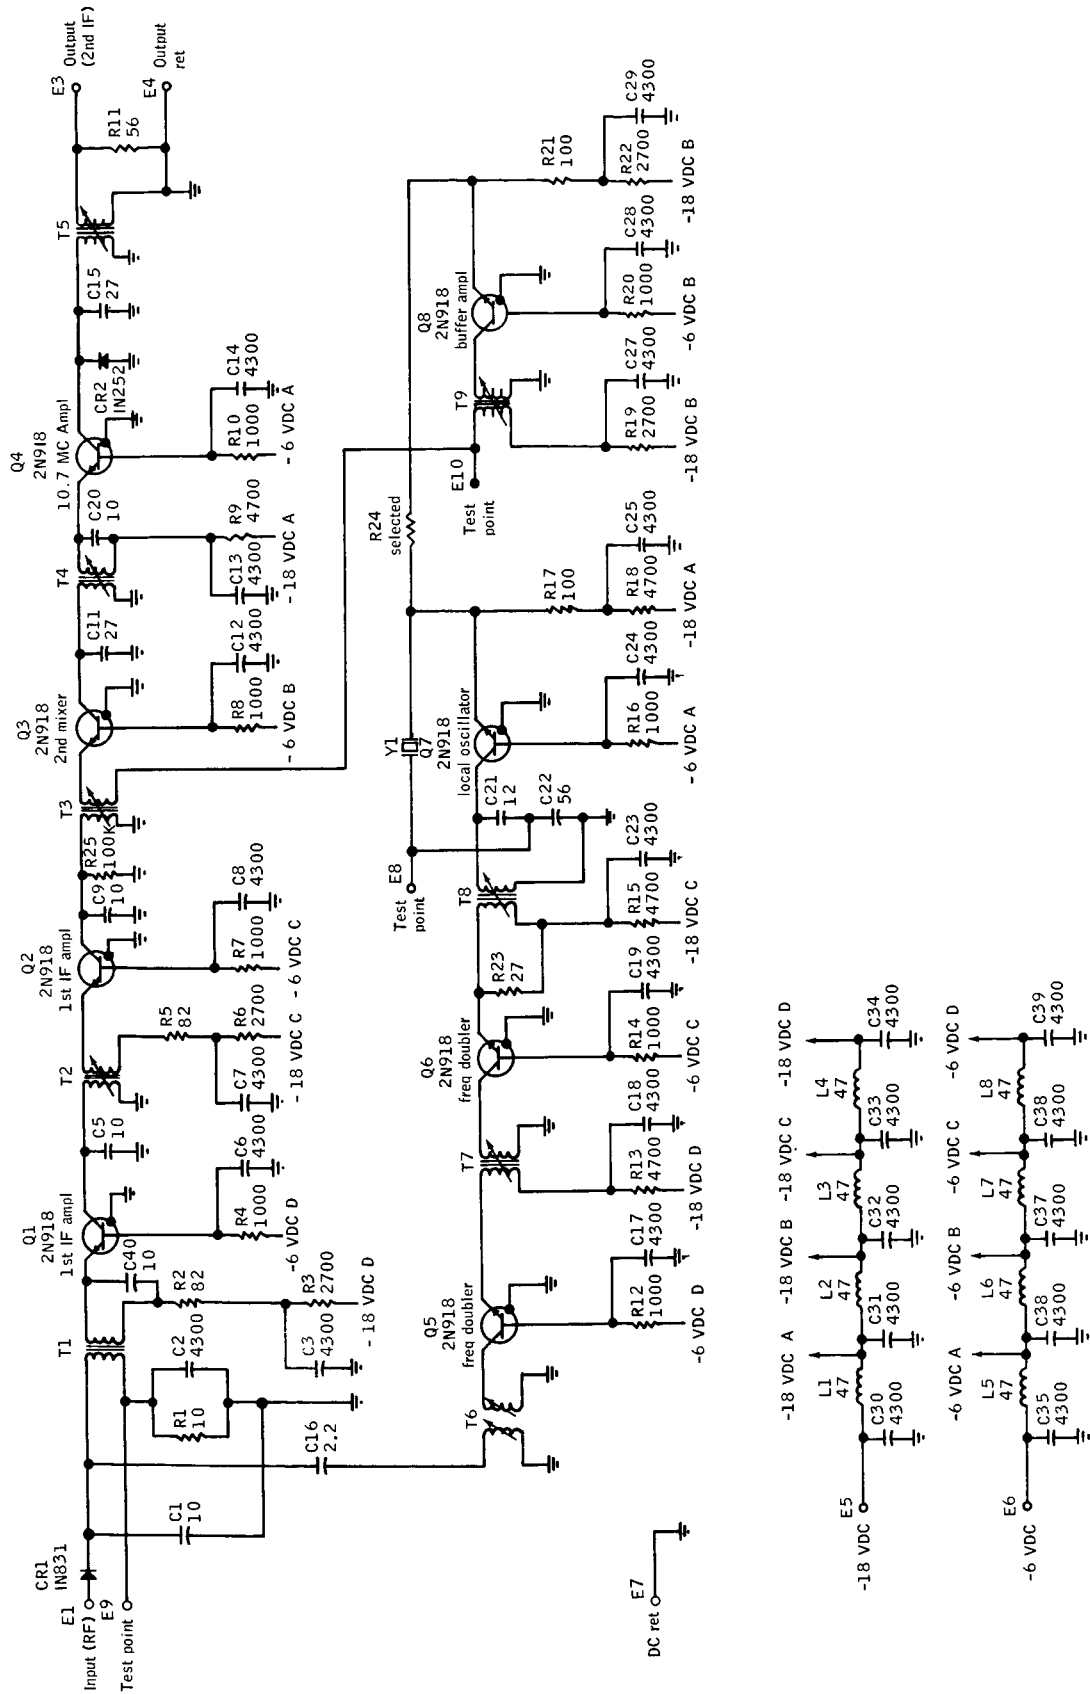 Input (RF)
E1
CR1
IN831
E9
Test point
C1
10
R1
10
C2
4300
C16
2.2
T1
C40
10
R2
82
C3
4300
R3
2700
-18 VDC D
Q1
2N918
1st IF ampl
R4
1000
C6
4300
-6 VDC D
C5
10
T2
R5
82
C7
4300
R6
2700
-18 VDC C
Q2
2N918
1st IF ampl
R7
1000
C8
4300
-6 VDC C
C9
10
R25
100K
T3
Q3
2N918
2nd mixer
R8
1000
C12
4300
-6 VDC B
C11
27
T4
C20
10
C13
4300
R9
4700
-18 VDC A
Q4
2N918
10.7 MC Ampl
R10
1000
C14
4300
-6 VDC A
CR2
IN252
C15
27
T5
R11
56
E3
Output
(2nd IF)
E4
Output
ret
T6
Q5
2N918
freq doubler
R12
1000
C17
4300
-6 VDC D
T7
R13
4700
C18
4300
-18 VDC D
Q6
2N918
freq doubler
R14
1000
C19
4300
-6 VDC C
R23
27
T8
R15
4700
C23
4300
-18 VDC C
Test
point
E8
C21
12
C22
56
Y1
Q7
2N918
local oscillator
R16
1000
C24
4300
-6 VDC A
R17
100
R18
4700
C25
4300
-18 VDC A
R24
selected
Test
point
E10
T9
R19
2700
C27
4300
-18 VDC B
Q8
2N918
buffer ampl
R20
1000
C28
4300
-6 VDC B
R21
100
R22
2700
C29
4300
-18 VDC B
DC ret
E7
-18 VDC
E5
C30
4300
L1
47
-18 VDC A
C31
4300
L2
47
-18 VDC B
C32
4300
L3
47
-18 VDC C
C33
4300
L4
47
-18 VDC D
C34
4300
-6 VDC
E6
C35
4300
L5
47
-6 VDC A
C38
4300
L6
47
-6 VDC B
C37
4300
L7
47
-6 VDC C
C38
4300
L8
47
-6 VDC D
C39
4300